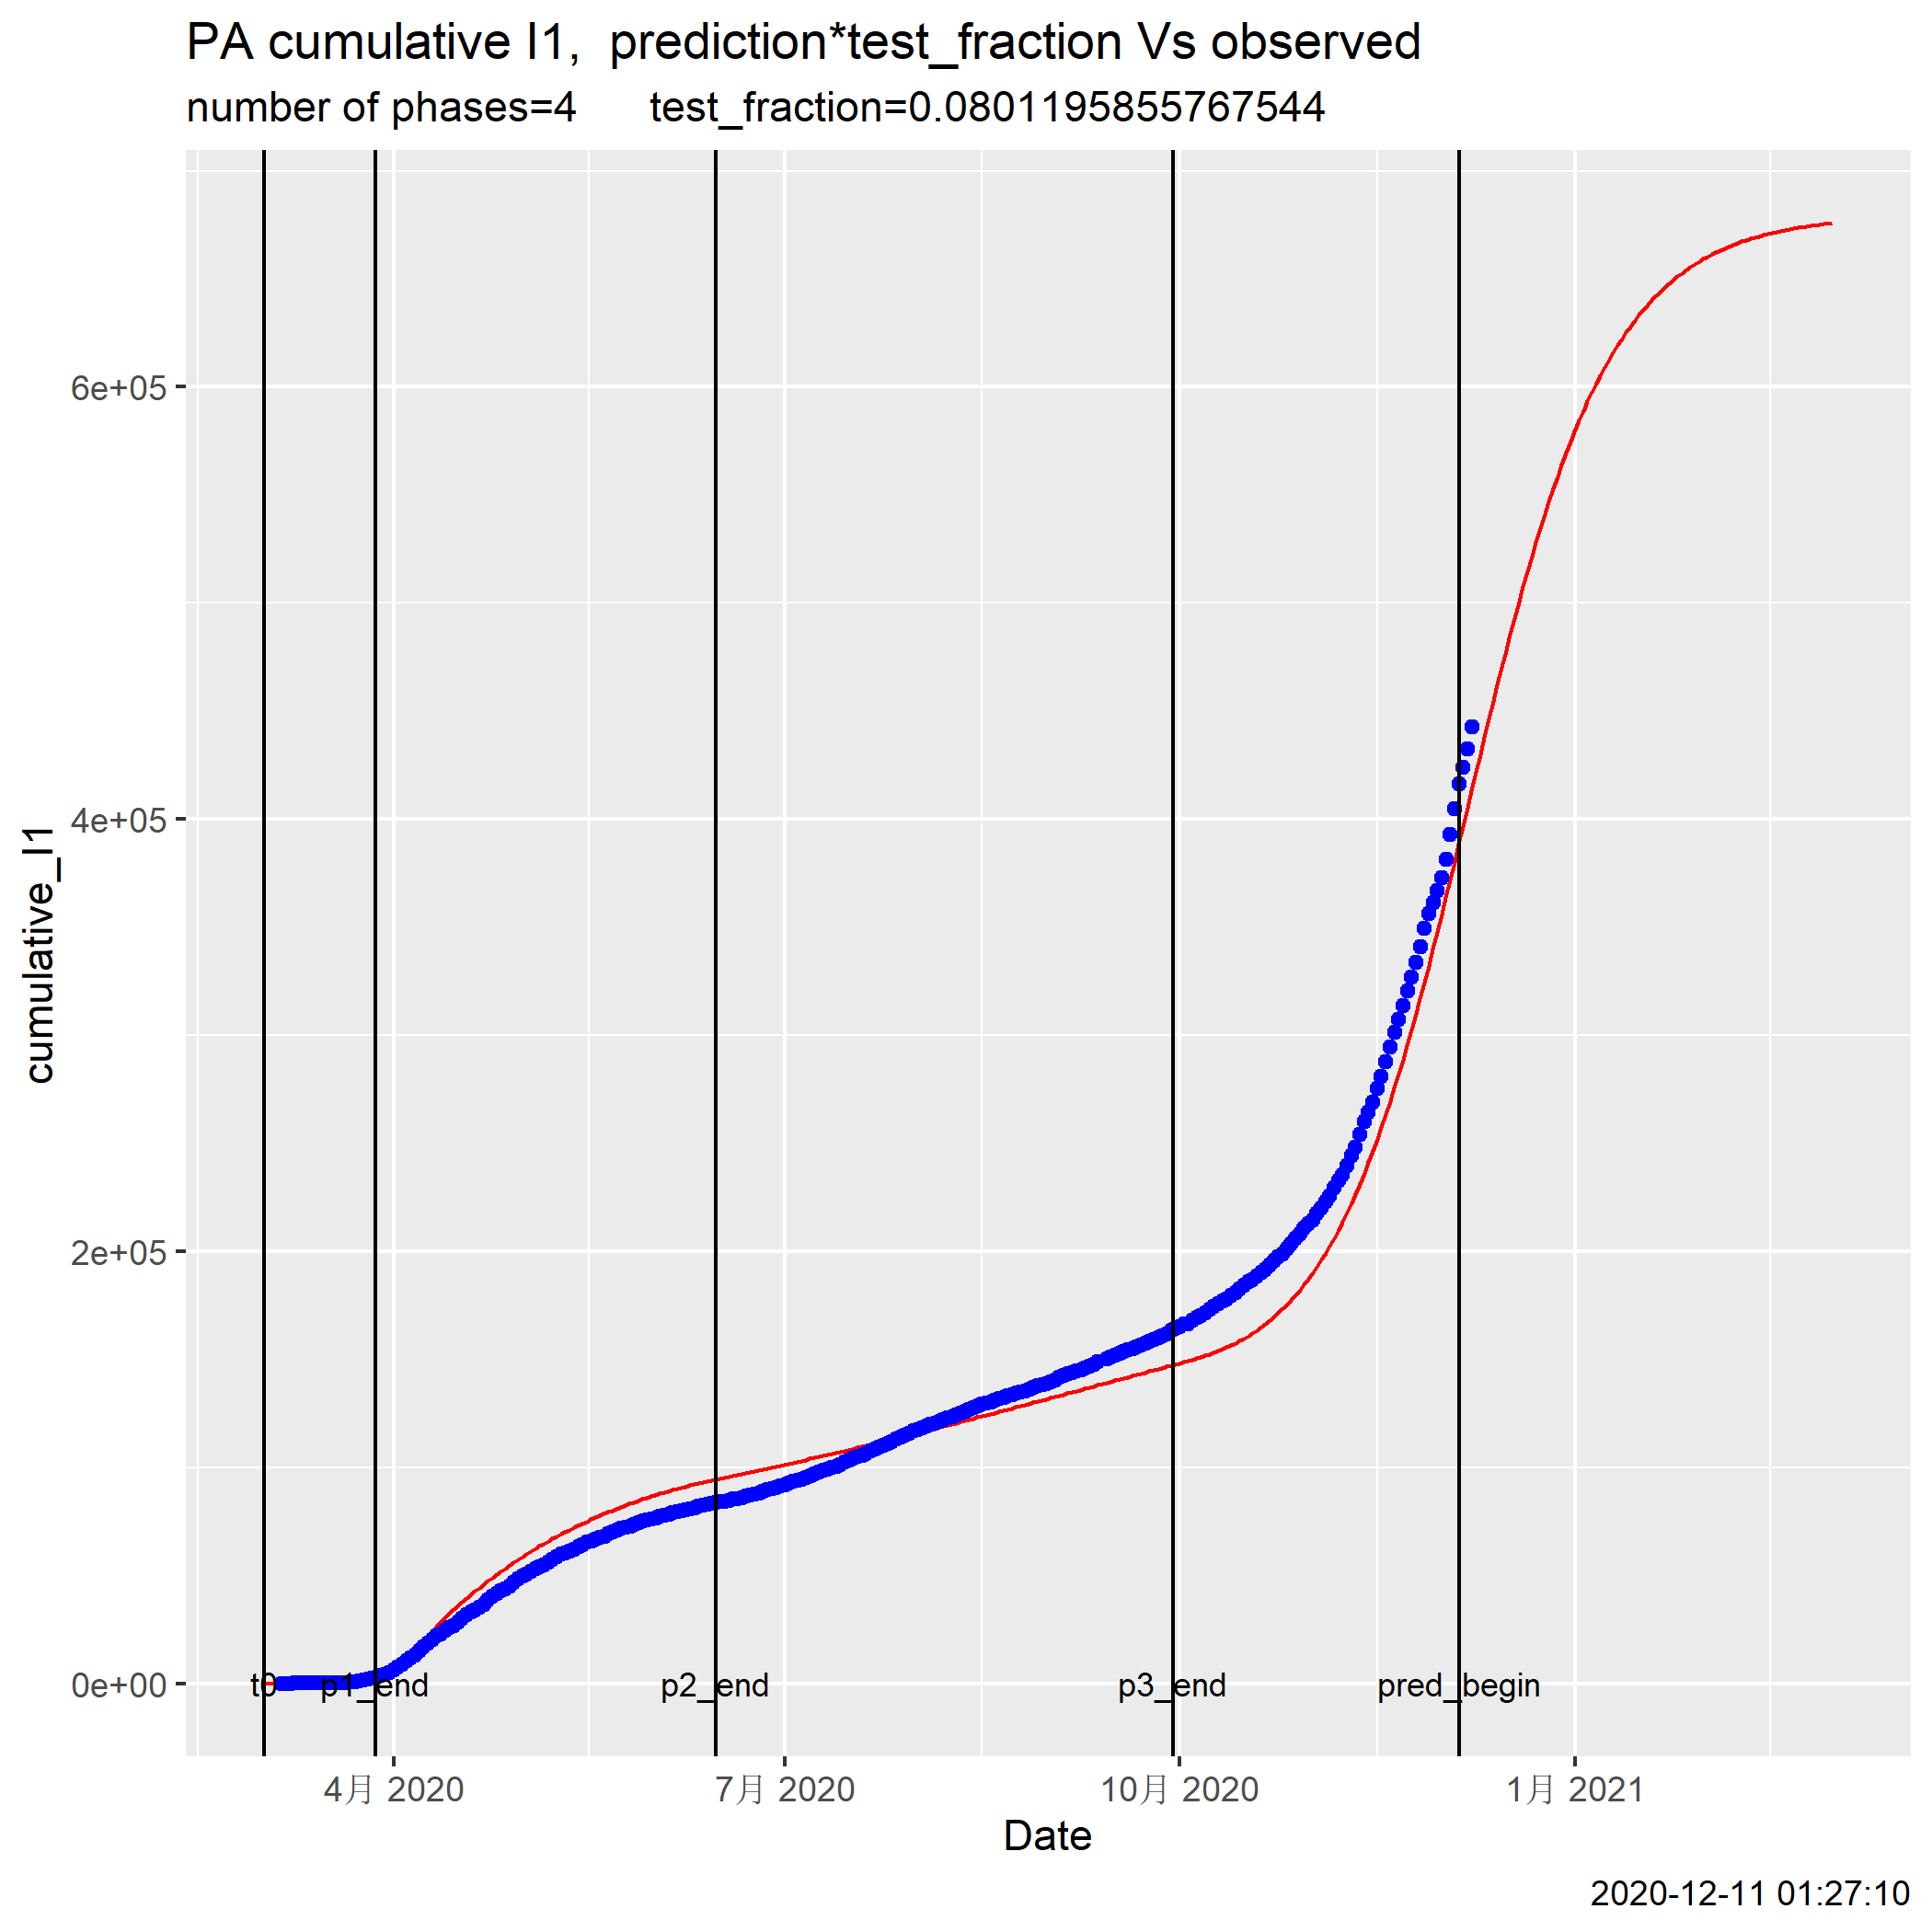 PA cumulative I1,  prediction*test_fraction Vs observed
number of phases=4      test_fraction=0.0801195855767544
cumulative_I1
6e+05
4e+05
2e+05
0e+00
t0
p1_end
p2_end
p3_end
pred_begin
4月 2020
7月 2020
10月 2020
1月 2021
Date
2020-12-11 01:27:10